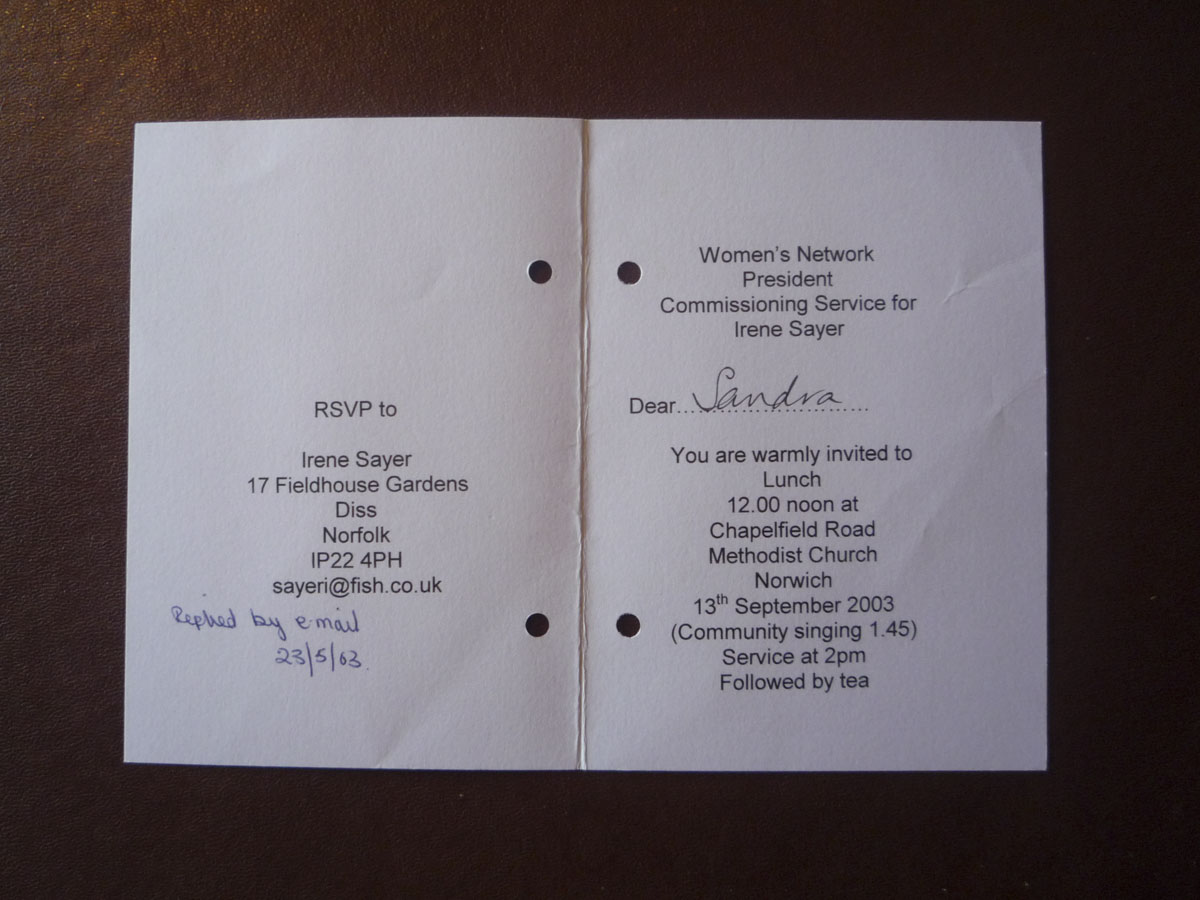 RSVP to
Irene Sayer
17 Fieldhouse Gardens
Diss
Norfolk
IP22 4PH
sayeri@fish.co.uk
Replied by e-mail
23/5/03.
Women's Network
President
Commissioning Service for
Irene Sayer
Dear...Sandra...
You are warmly invited to
Lunch
12.00 noon at
Chapelfield Road
Methodist Church
Norwich
13th September 2003
(Community singing 1.45)
Service at 2pm
Followed by tea